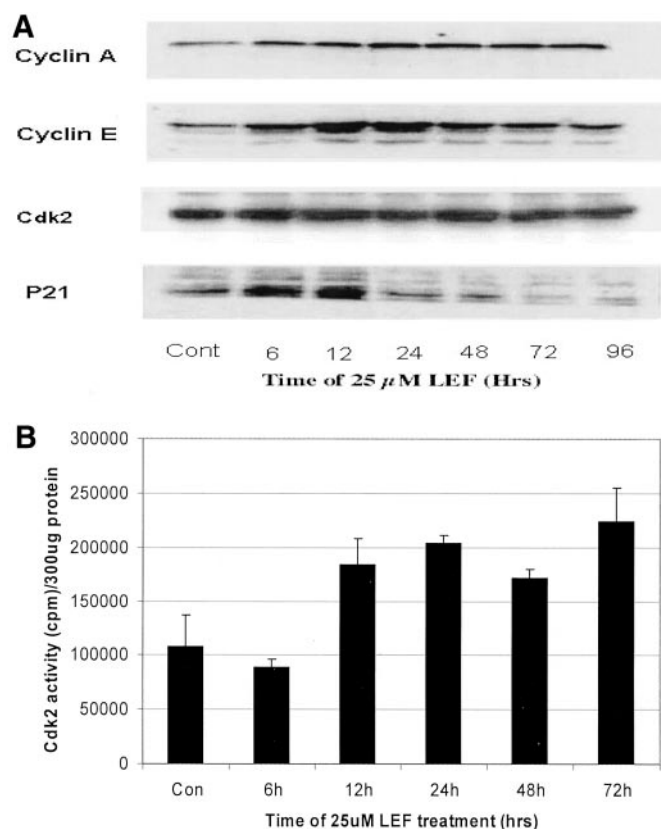 A
Cyclin A
Cyclin E
Cdk2
P21
Cont 6 12 24 48 72 96
Time of 25 µM LEF (Hrs)
B
Cdk2 activity (cpm)/300ug protein
300000
250000
200000
150000
100000
50000
0
Con 6h 12h 24h 48h 72h
Time of 25uM LEF treatment (hrs)